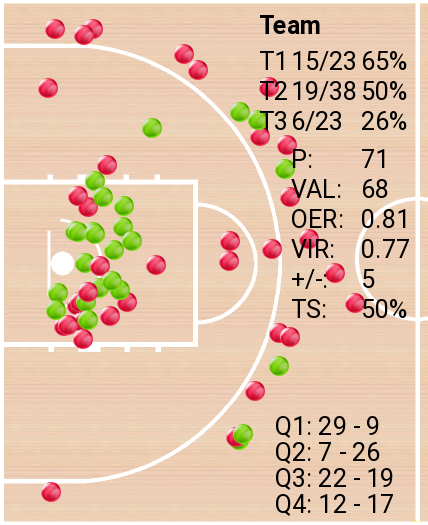 Team
T1 15/23 65%
T2 19/38 50%
T3 6/23 26%
P: 71
VAL: 68
OER: 0.81
VIR: 0.77
+/-: 5
TS: 50%
Q1: 29 - 9
Q2: 7 - 26
Q3: 22 - 19
Q4: 12 - 17